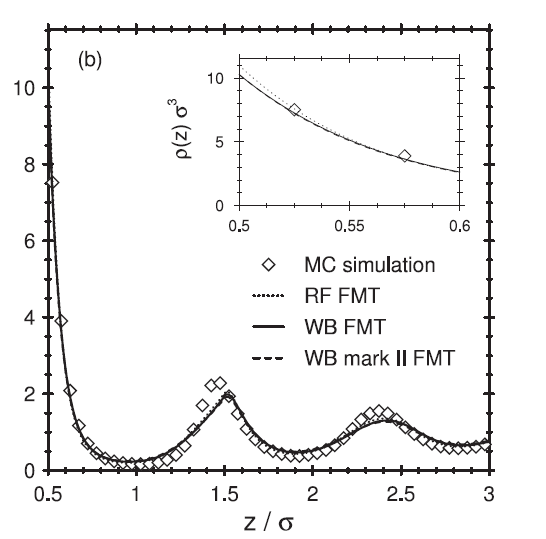 (b)
10
8
6
4
2
0
0.5 1 1.5 2 2.5 3
z / σ
ρ(z) σ³
10
5
0
0.5 0.55 0.6
MC simulation
RF FMT
WB FMT
WB mark II FMT